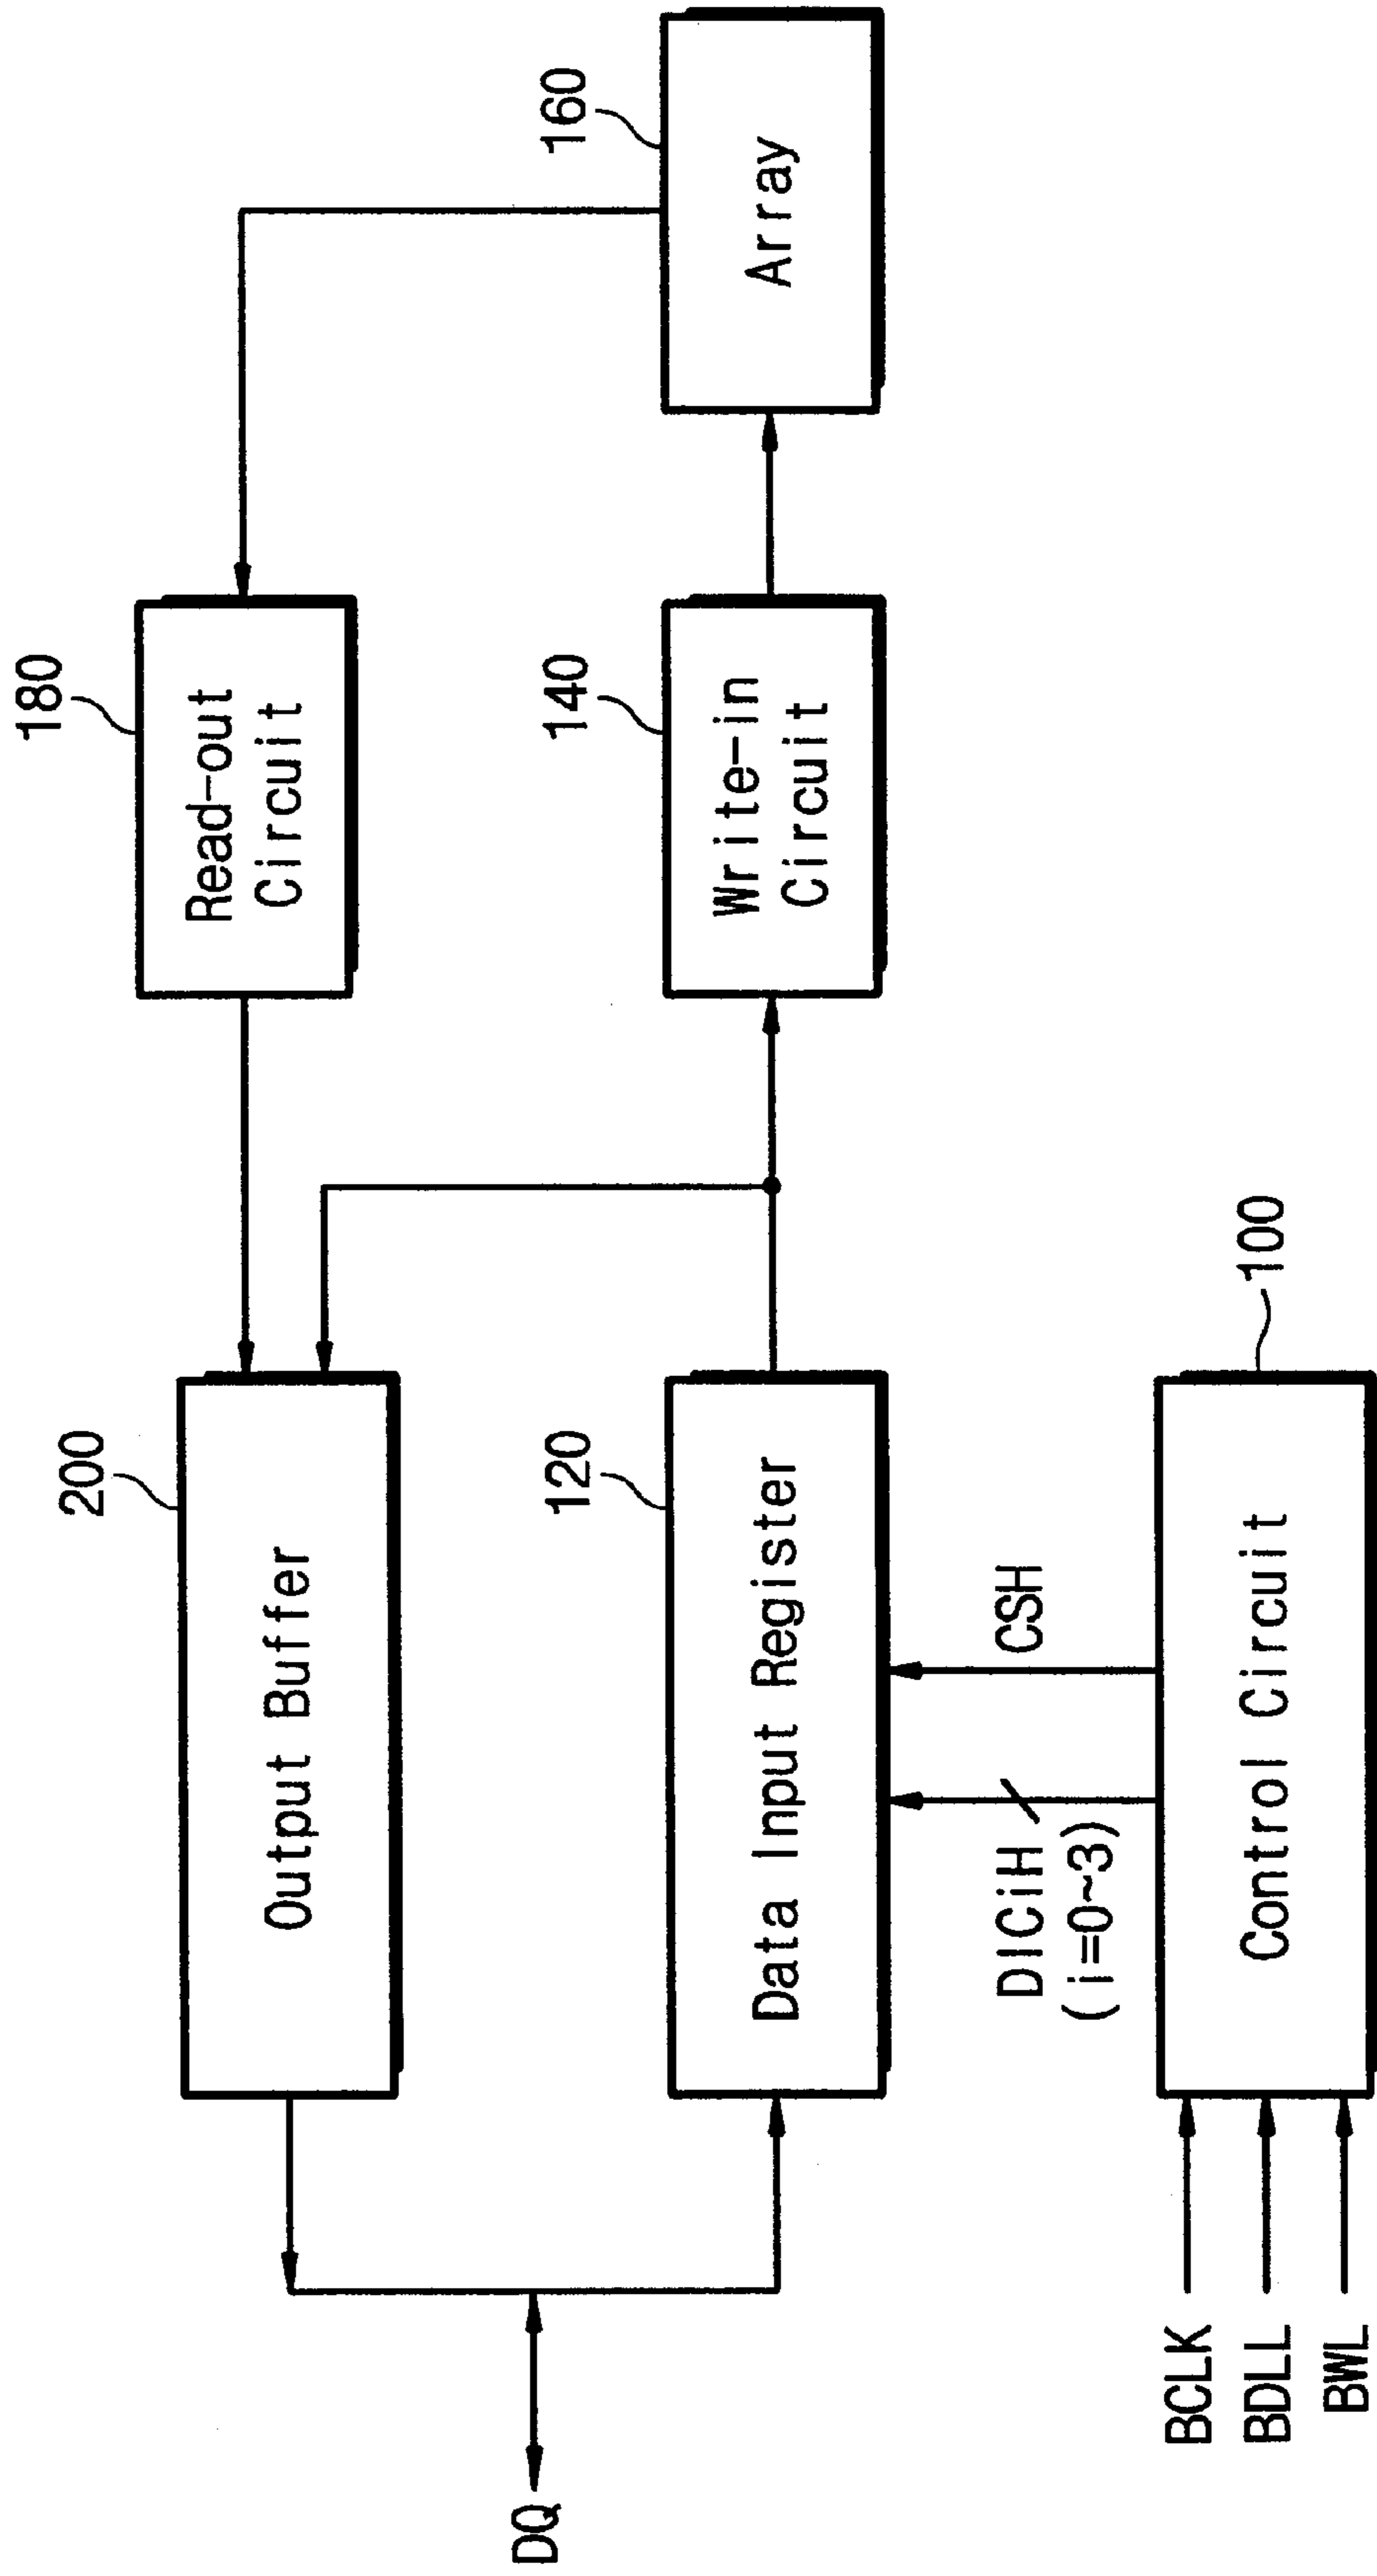 200
Output Buffer
180
Read-out
Circuit
120
Data Input Register
140
Write-in
Circuit
160
Array
DQ
DICiH
(i=0~3)
CSH
100
Control Circuit
BCLK
BDLL
BWL